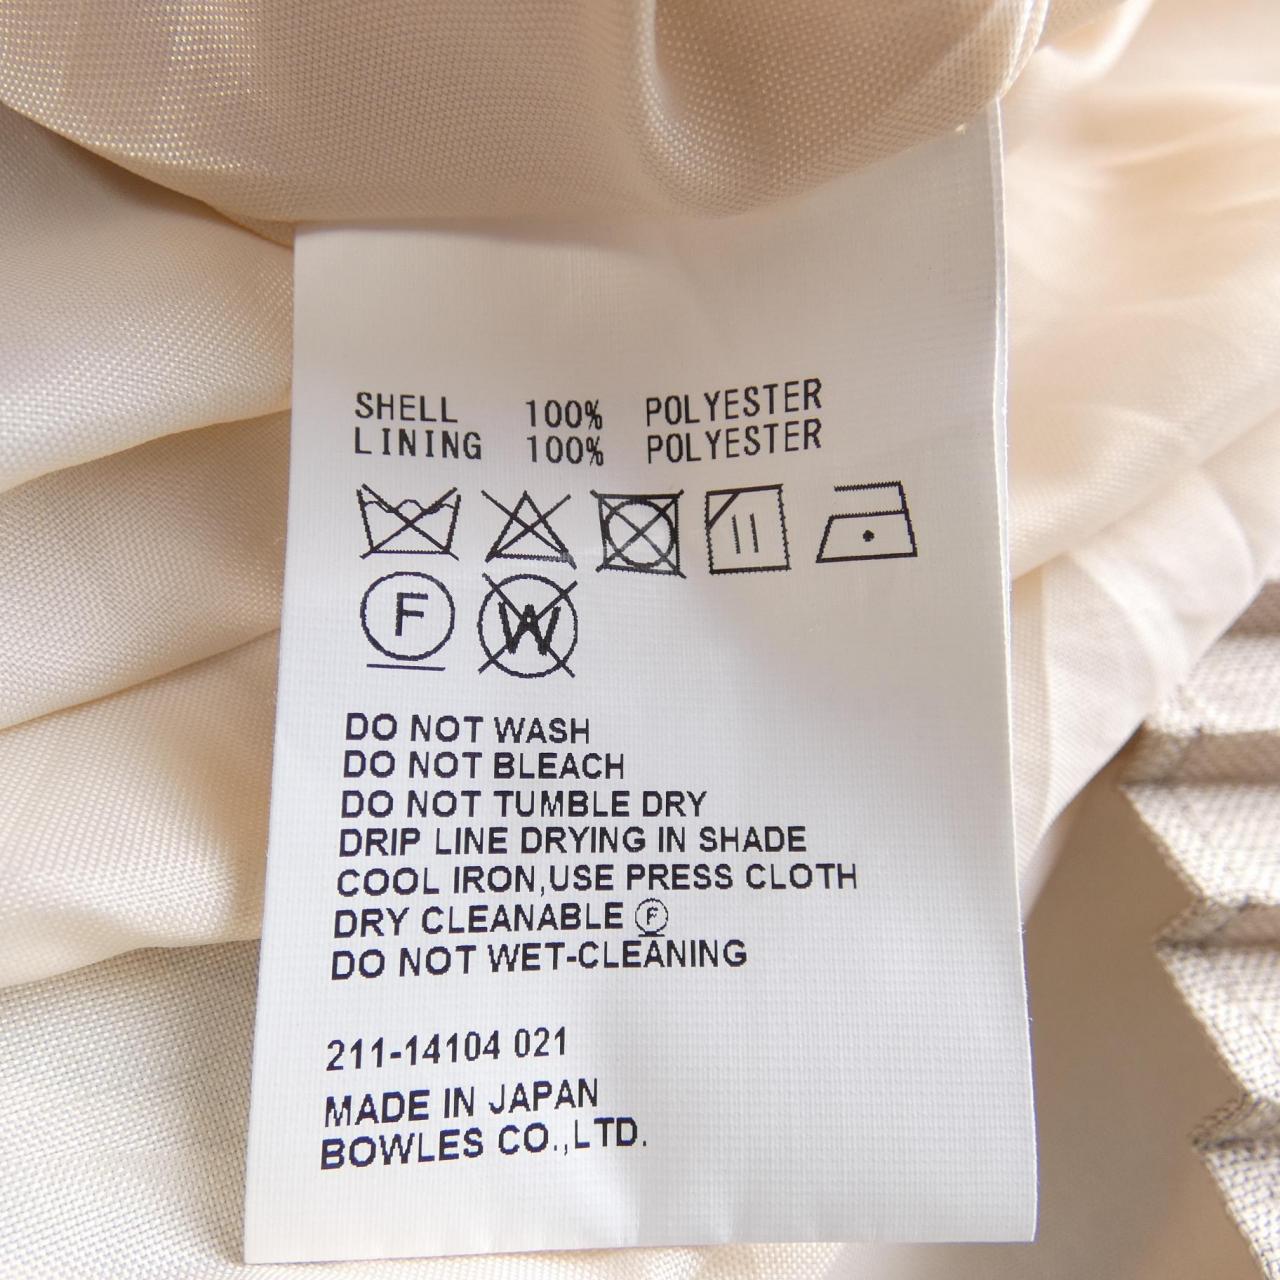 SHELL 100% POLYESTER
LINING 100% POLYESTER
F W
DO NOT WASH
DO NOT BLEACH
DO NOT TUMBLE DRY
DRIP LINE DRYING IN SHADE
COOL IRON,USE PRESS CLOTH
DRY CLEANABLE Ⓕ
DO NOT WET-CLEANING
211-14104 021
MADE IN JAPAN
BOWLES CO.,LTD.